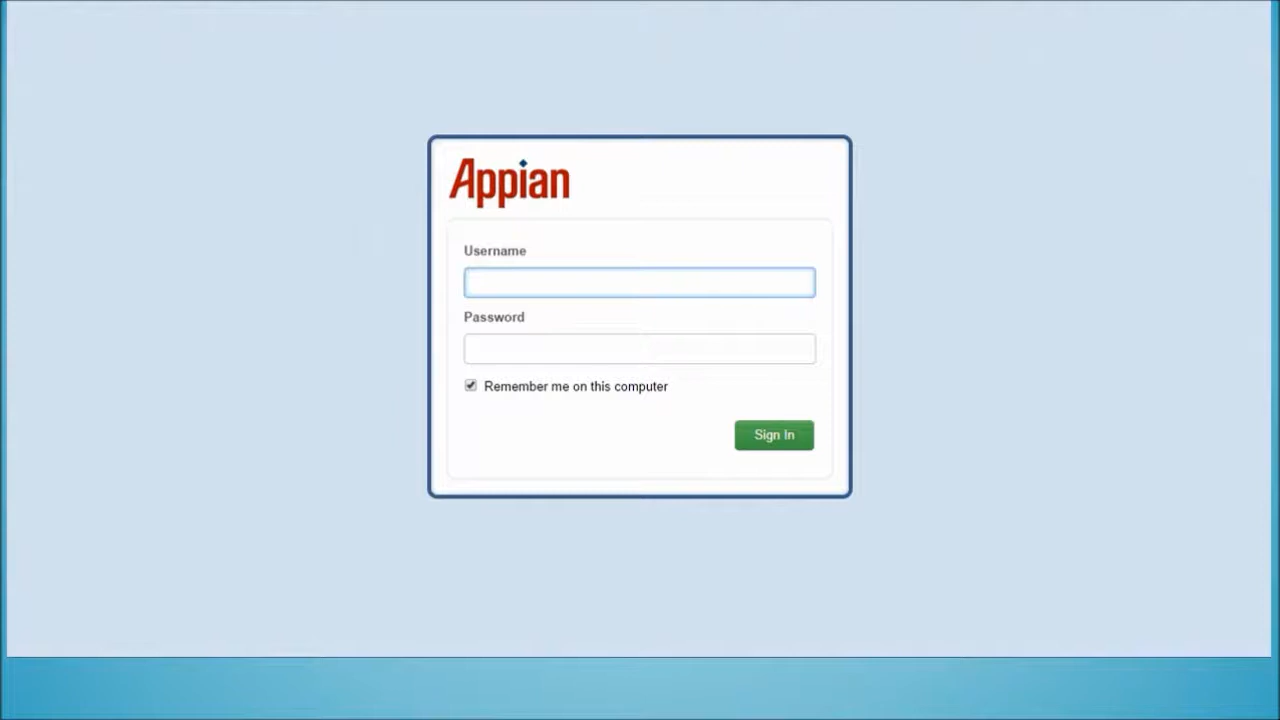 Appian
Username
Password
Remember me on this computer
Sign In